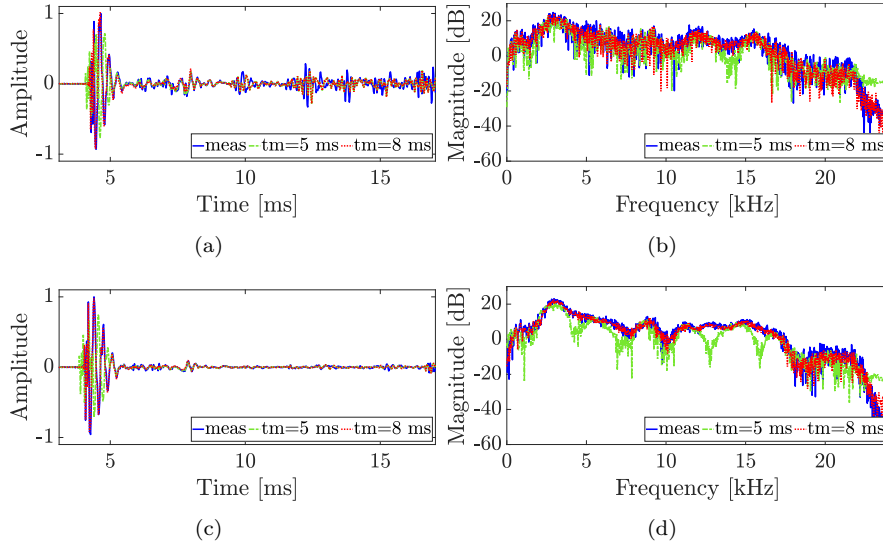 1
0
-1
Amplitude
5
10
15
Time [ms]
meas tm=5 ms tm=8 ms
(a)
20
0
-20
-40
-60
Magnitude [dB]
0
5
10
15
20
Frequency [kHz]
meas tm=5 ms tm=8 ms
(b)
1
0
-1
Amplitude
5
10
15
Time [ms]
meas tm=5 ms tm=8 ms
(c)
20
0
-20
-40
-60
Magnitude [dB]
0
5
10
15
20
Frequency [kHz]
meas tm=5 ms tm=8 ms
(d)